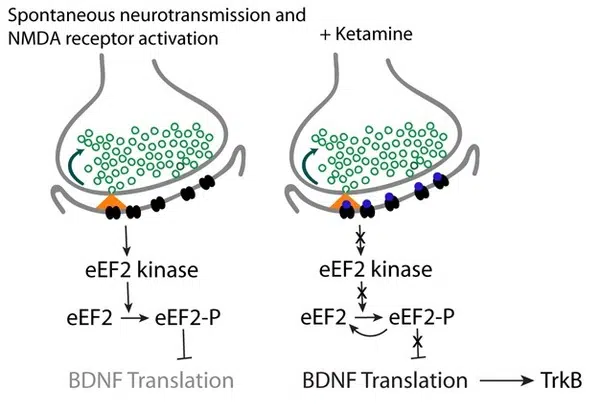 Spontaneous neurotransmission and
NMDA receptor activation
+ Ketamine
eEF2 kinase
eEF2 kinase
eEF2
eEF2-P
eEF2
eEF2-P
BDNF Translation
BDNF Translation
TrkB